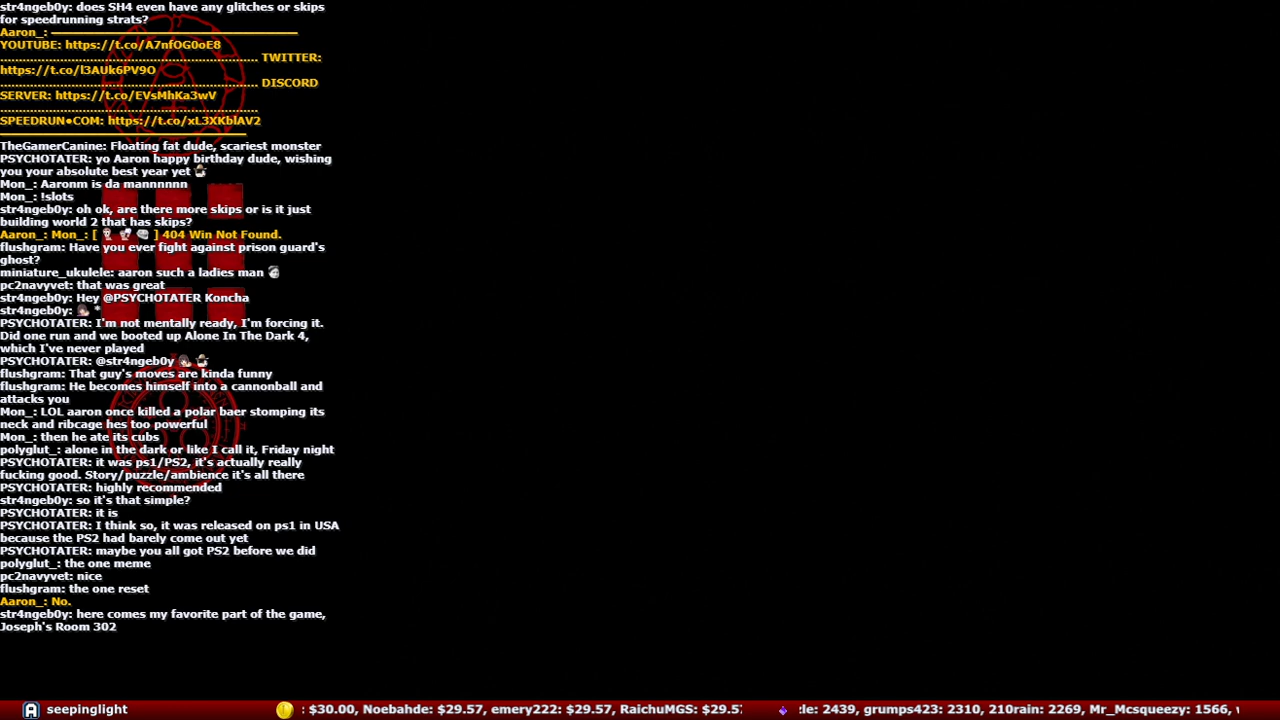 str4ngeb0y: does SH4 even have any glitches or skips
for speedrunning strats?
Aaron_: ────────────────────
YOUTUBE: https://t.co/A7nfOG0oE8
................................................................ TWITTER:
https://t.co/l3AUk6PV9O
................................................................ DISCORD
SERVER: https://t.co/EVsMhKa3wV
................................................................
SPEEDRUN●COM: https://t.co/xL3XKblAV2
────────────────────
TheGamerCanine: Floating fat dude, scariest monster
PSYCHOTATER: yo Aaron happy birthday dude, wishing
you your absolute best year yet
Mon_: Aaronm is da mannnnnn
Mon_: !slots
str4ngeb0y: oh ok, are there more skips or is it just
building world 2 that has skips?
Aaron_: Mon_: [ ] 404 Win Not Found.
flushgram: Have you ever fight against prison guard's
ghost?
miniature_ukulele: aaron such a ladies man
pc2navyvet: that was great
str4ngeb0y: Hey @PSYCHOTATER Koncha
str4ngeb0y: *
PSYCHOTATER: I'm not mentally ready, I'm forcing it.
Did one run and we booted up Alone In The Dark 4,
which I've never played
PSYCHOTATER: @str4ngeb0y
flushgram: That guy's moves are kinda funny
flushgram: He becomes himself into a cannonball and
attacks you
Mon_: LOL aaron once killed a polar baer stomping its
neck and ribcage hes too powerful
Mon_: then he ate its cubs
polyglut_: alone in the dark or like I call it, Friday night
PSYCHOTATER: it was ps1/PS2, it's actually really
fucking good. Story/puzzle/ambience it's all there
PSYCHOTATER: highly recommended
str4ngeb0y: so it's that simple?
PSYCHOTATER: it is
PSYCHOTATER: I think so, it was released on ps1 in USA
because the PS2 had barely come out yet
PSYCHOTATER: maybe you all got PS2 before we did
polyglut_: the one meme
pc2navyvet: nice
flushgram: the one reset
Aaron_: No.
str4ngeb0y: here comes my favorite part of the game,
Joseph's Room 302
seepinglight : $30.00, Noebahde: $29.57, emery222: $29.57, RaichuMGS: $29.5 le: 2439, grumps423: 2310, 210rain: 2269, Mr_Mcsqueezy: 1566,